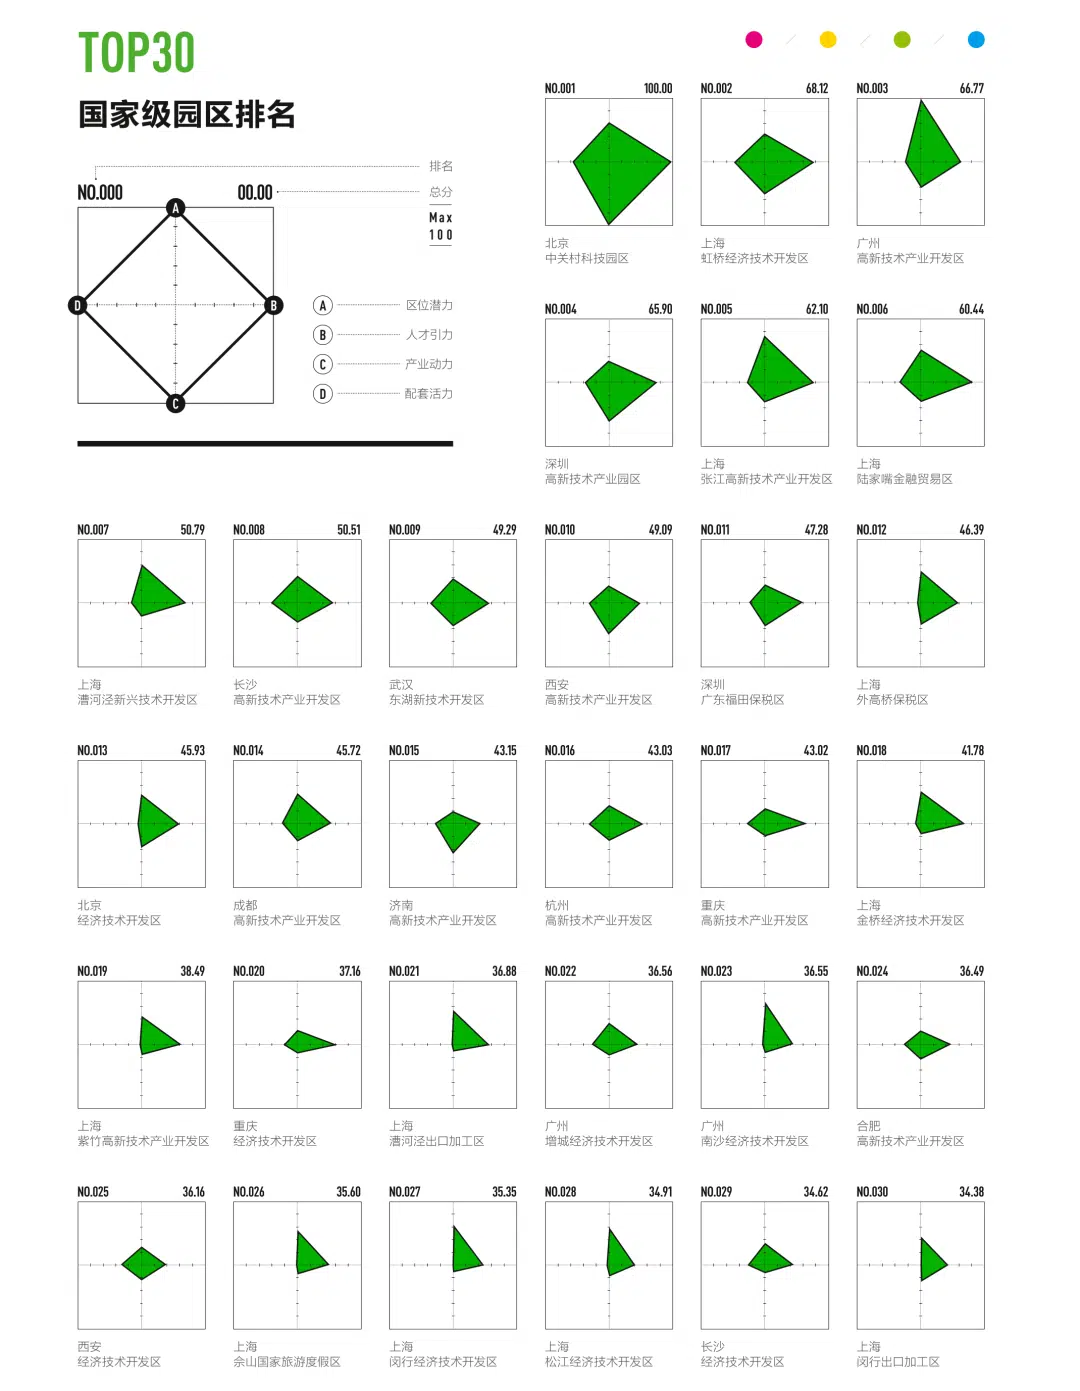 TOP30
国家级园区排名
排名
NO.000 00.00 总分
Max
100
A
D B
C
A 区位潜力
B 人才引力
C 产业动力
D 配套活力
NO.001 100.00
北京
中关村科技园区
NO.002 68.12
上海
虹桥经济技术开发区
NO.003 66.77
广州
高新技术产业开发区
NO.004 65.90
深圳
高新技术产业园区
NO.005 62.10
上海
张江高新技术产业开发区
NO.006 60.44
上海
陆家嘴金融贸易区
NO.007 50.79
上海
漕河泾新兴技术开发区
NO.008 50.51
长沙
高新技术产业开发区
NO.009 49.29
武汉
东湖新技术开发区
NO.010 49.09
西安
高新技术产业开发区
NO.011 47.28
深圳
广东福田保税区
NO.012 46.39
上海
外高桥保税区
NO.013 45.93
北京
经济技术开发区
NO.014 45.72
成都
高新技术产业开发区
NO.015 43.15
济南
高新技术产业开发区
NO.016 43.03
杭州
高新技术产业开发区
NO.017 43.02
重庆
高新技术产业开发区
NO.018 41.78
上海
金桥经济技术开发区
NO.019 38.49
上海
紫竹高新技术产业开发区
NO.020 37.16
重庆
经济技术开发区
NO.021 36.88
上海
漕河泾出口加工区
NO.022 36.56
广州
增城经济技术开发区
NO.023 36.55
广州
南沙经济技术开发区
NO.024 36.49
合肥
高新技术产业开发区
NO.025 36.16
西安
经济技术开发区
NO.026 35.60
上海
佘山国家旅游度假区
NO.027 35.35
上海
闵行经济技术开发区
NO.028 34.91
上海
松江经济技术开发区
NO.029 34.62
长沙
经济技术开发区
NO.030 34.38
上海
闵行出口加工区